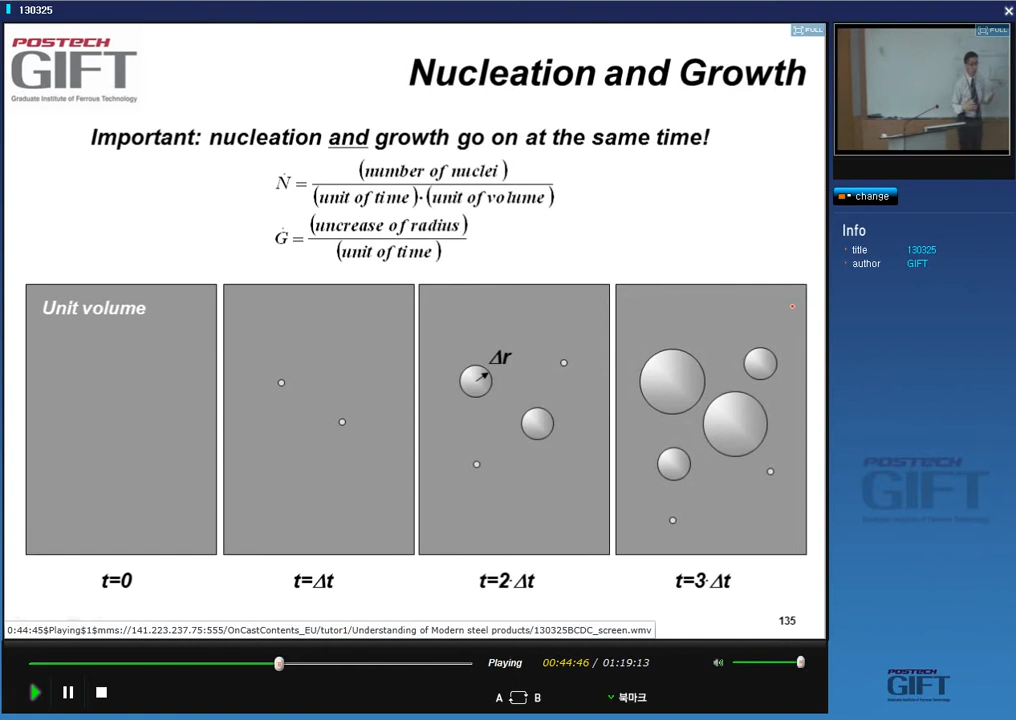 130325
POSTECH
GIFT
Graduate Institute of Ferrous Technology
FULL
Nucleation and Growth
Important: nucleation and growth go on at the same time!
Ṅ = (number of nuclei) / (unit of time)·(unit of volume)
Ġ = (uncrease of radius) / (unit of time)
Unit volume
Δr
t=0
t=Δt
t=2·Δt
t=3·Δt
135
0:44:45$Playing$1$mms://141.223.237.75:555/OnCastContents_EU/tutor1/Understanding of Modern steel products/130325BCDC_screen.wmv
Playing
00:44:46 / 01:19:13
A B
북마크
FULL
change
Info
title 130325
author GIFT
POSTECH
GIFT
POSTECH
GIFT